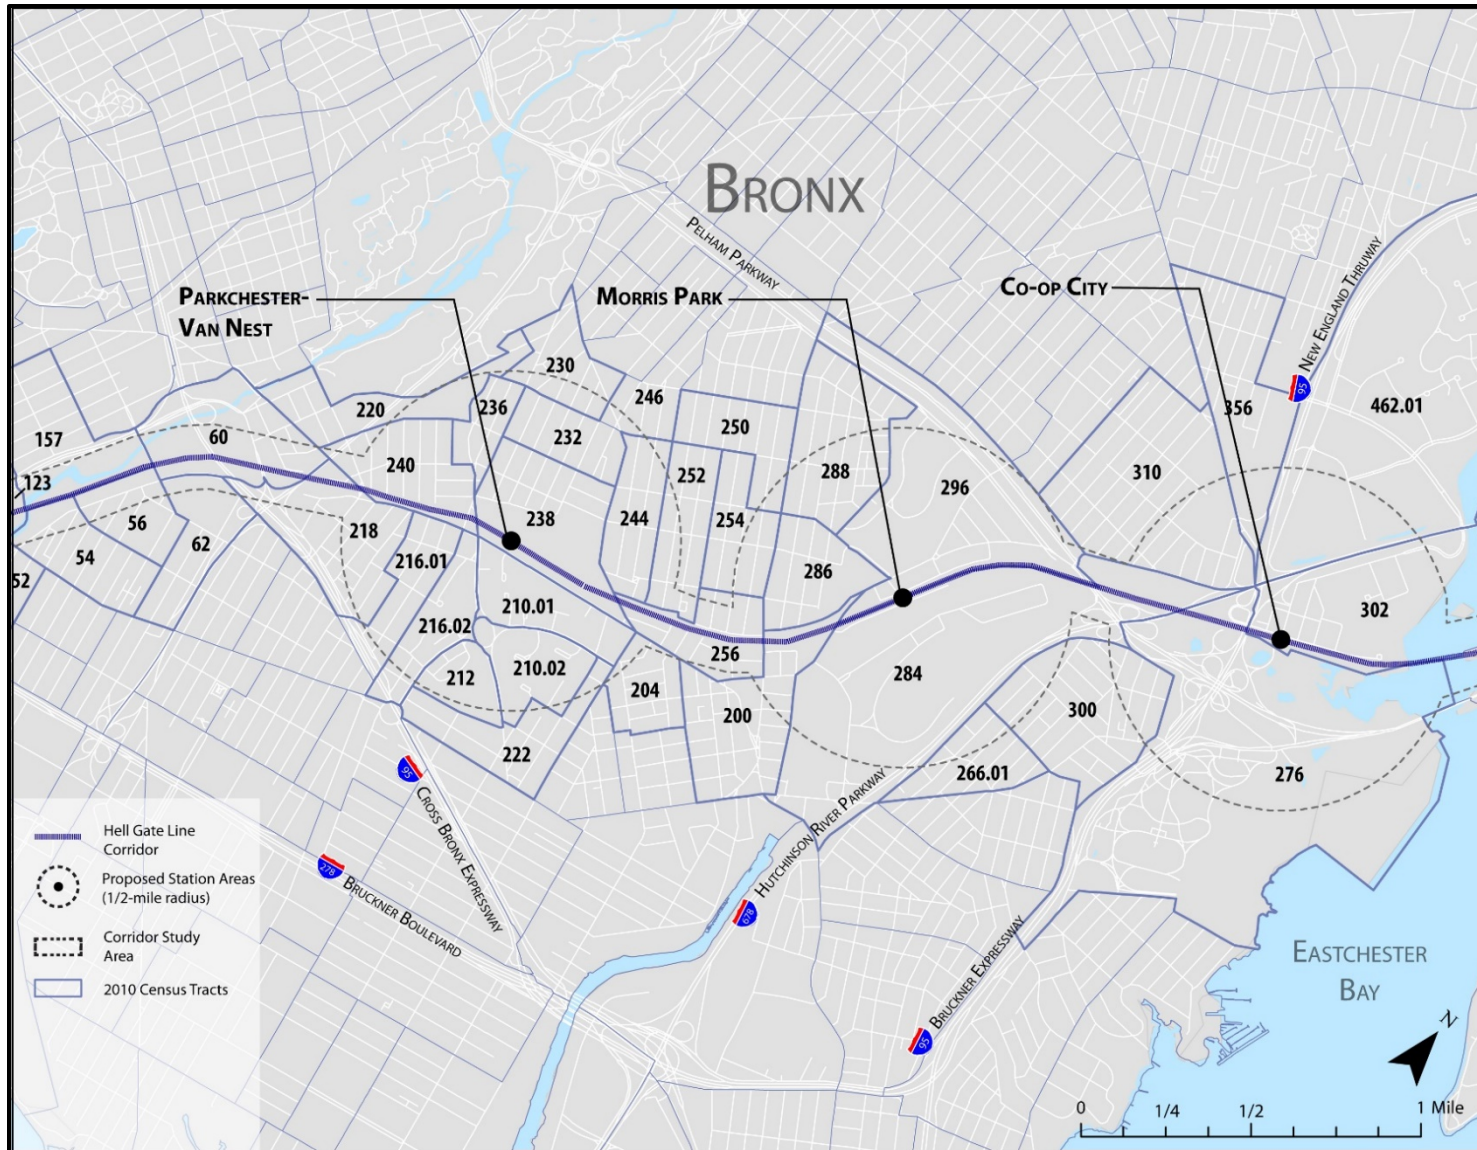 BRONX
PELHAM PARKWAY
PARKCHESTER-
VAN NEST
MORRIS PARK
CO-OP CITY
NEW ENGLAND THRUWAY
95
230
220
236
246
356
462.01
157
60
232
250
240
252
288
310
296
123
56
238
244
254
218
54
62
216.01
286
52
210.01
302
216.02
256
212
210.02
204
284
200
300
222
266.01
276
95
CROSS BRONX EXPRESSWAY
278
BRUCKNER BOULEVARD
HUTCHINSON RIVER PARKWAY
678
BRUCKNER EXPRESSWAY
95
EASTCHESTER
BAY
Hell Gate Line
Corridor
Proposed Station Areas
(1/2-mile radius)
Corridor Study
Area
2010 Census Tracts
N
0 1/4 1/2 1 Mile